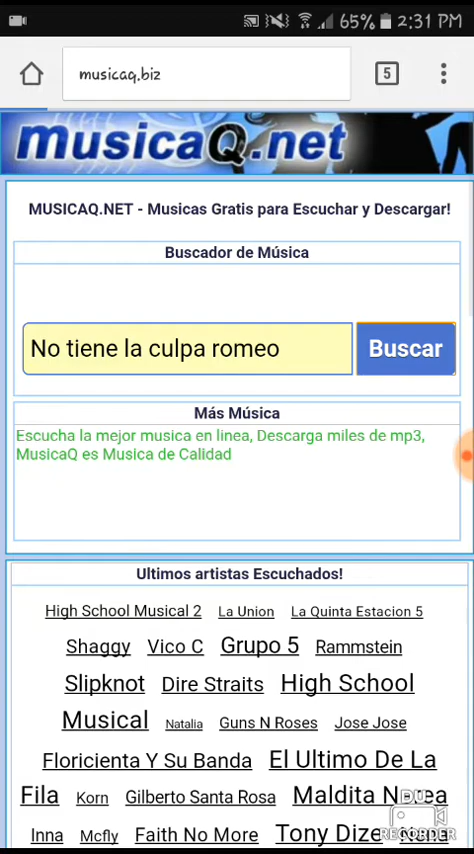 65% 2:31 PM
musicaq.biz
5
musicaQ.net
MUSICAQ.NET - Musicas Gratis para Escuchar y Descargar!
Buscador de Música
No tiene la culpa romeo
Buscar
Más Música
Escucha la mejor musica en linea, Descarga miles de mp3,
MusicaQ es Musica de Calidad
Ultimos artistas Escuchados!
High School Musical 2 La Union La Quinta Estacion 5
Shaggy Vico C Grupo 5 Rammstein
Slipknot Dire Straits High School
Musical Natalia Guns N Roses Jose Jose
Floricienta Y Su Banda El Ultimo De La
Fila Korn Gilberto Santa Rosa Maldita Nerea
Inna Mcfly Faith No More Tony Dize
DU
RECORDER